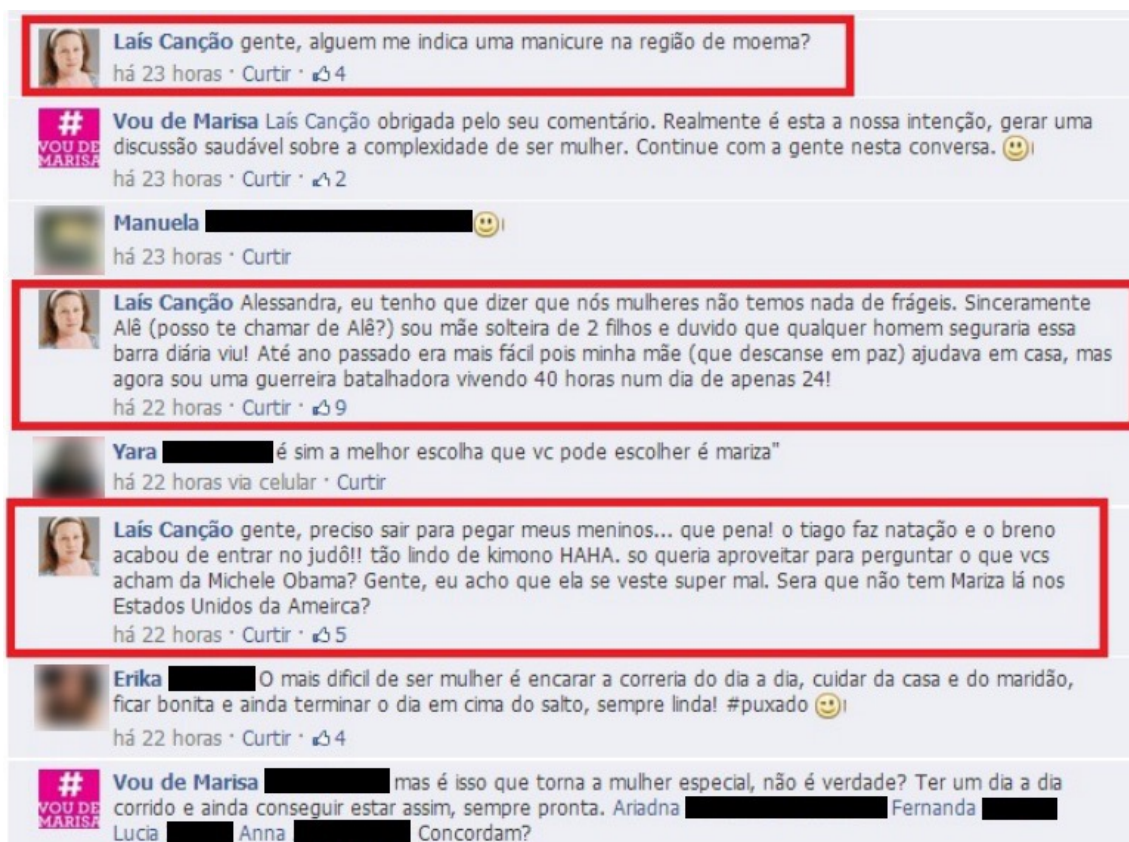 Laís Canção gente, alguem me indica uma manicure na região de moema?
há 23 horas · Curtir · 4
# VOU DE MARISA
Vou de Marisa Laís Canção obrigada pelo seu comentário. Realmente é esta a nossa intenção, gerar uma
discussão saudável sobre a complexidade de ser mulher. Continue com a gente nesta conversa.
há 23 horas · Curtir · 2
Manuela
há 23 horas · Curtir
Laís Canção Alessandra, eu tenho que dizer que nós mulheres não temos nada de frágeis. Sinceramente
Alê (posso te chamar de Alê?) sou mãe solteira de 2 filhos e duvido que qualquer homem seguraria essa
barra diária viu! Até ano passado era mais fácil pois minha mãe (que descanse em paz) ajudava em casa, mas
agora sou uma guerreira batalhadora vivendo 40 horas num dia de apenas 24!
há 22 horas · Curtir · 9
Yara é sim a melhor escolha que vc pode escolher é mariza"
há 22 horas via celular · Curtir
Laís Canção gente, preciso sair para pegar meus meninos... que pena! o tiago faz natação e o breno
acabou de entrar no judô!! tão lindo de kimono HAHA. so queria aproveitar para perguntar o que vcs
acham da Michele Obama? Gente, eu acho que ela se veste super mal. Sera que não tem Mariza lá nos
Estados Unidos da Ameirca?
há 22 horas · Curtir · 5
Erika O mais dificil de ser mulher é encarar a correria do dia a dia, cuidar da casa e do maridão,
ficar bonita e ainda terminar o dia em cima do salto, sempre linda! #puxado
há 22 horas · Curtir · 4
# VOU DE MARISA
Vou de Marisa mas é isso que torna a mulher especial, não é verdade? Ter um dia a dia
corrido e ainda conseguir estar assim, sempre pronta. Ariadna Fernanda
Lucia Anna Concordam?